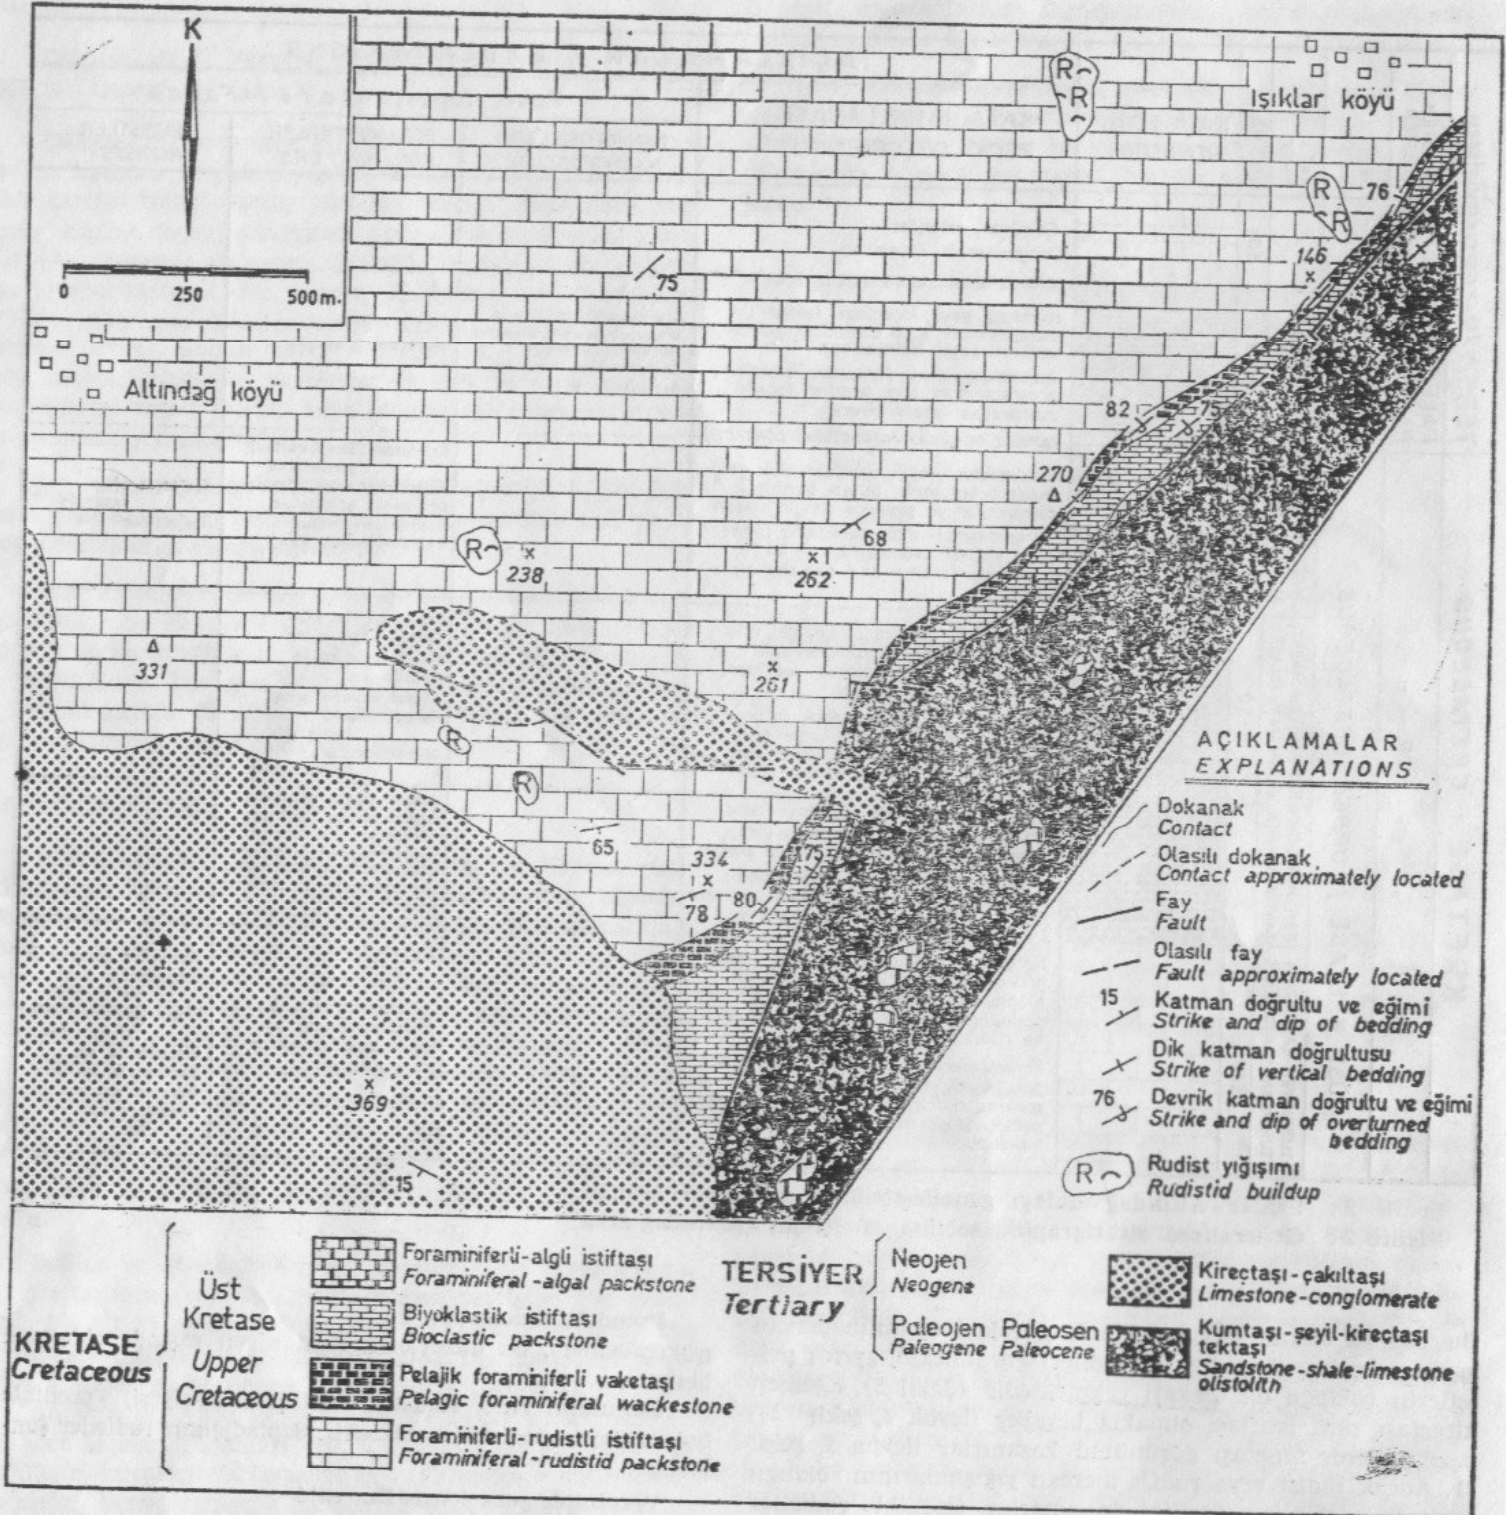 K
0 250 500 m.
Işıklar köyü
R
R
R
R
76
146
75
Altındağ köyü
82
75
270
68
R
238
262
331
261
R
R
65
334
75
78
80
369
15
AÇIKLAMALAR
EXPLANATIONS
Dokanak
Contact
Olasılı dokanak
Contact approximately located
Fay
Fault
Olasılı fay
Fault approximately located
15
Katman doğrultu ve eğimi
Strike and dip of bedding
Dik katman doğrultusu
Strike of vertical bedding
76
Devrik katman doğrultu ve eğimi
Strike and dip of overturned
bedding
R
Rudist yığışımı
Rudistid buildup
KRETASE
Cretaceous
Üst
Kretase
Upper
Cretaceous
Foraminiferli-algli istiftaşı
Foraminiferal-algal packstone
Biyoklastik istiftaşı
Bioclastic packstone
Pelajik foraminiferli vaketaşı
Pelagic foraminiferal wackestone
Foraminiferli-rudistli istiftaşı
Foraminiferal-rudistid packstone
TERSİYER
Tertiary
Neojen
Neogene
Paleojen Paleosen
Paleogene Paleocene
Kireçtaşı-çakıltaşı
Limestone-conglomerate
Kumtaşı-şeyil-kireçtaşı
tektaşı
Sandstone-shale-limestone
olistolith